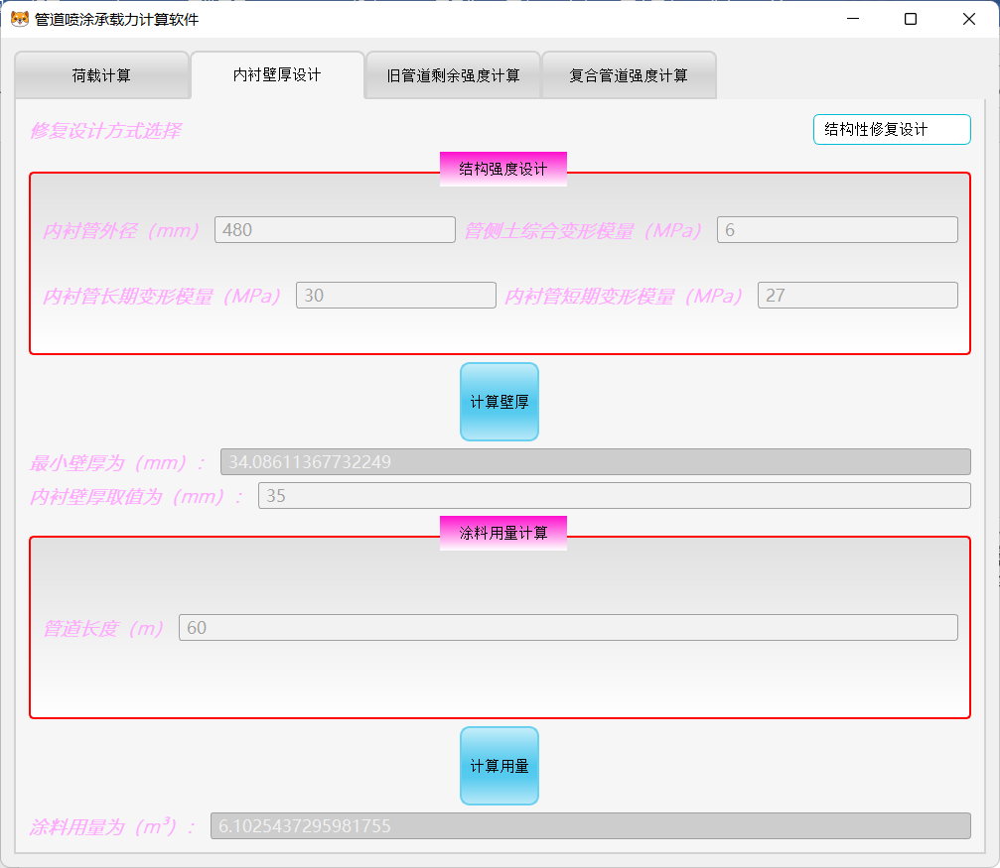 管道喷涂承载力计算软件
荷载计算 内衬壁厚设计 旧管道剩余强度计算 复合管道强度计算
修复设计方式选择 结构性修复设计
结构强度设计
内衬管外径（mm） 480 管侧土综合变形模量（MPa） 6
内衬管长期变形模量（MPa） 30 内衬管短期变形模量（MPa） 27
计算壁厚
最小壁厚为（mm）： 34.08611367732249
内衬壁厚取值为（mm）： 35
涂料用量计算
管道长度（m） 60
计算用量
涂料用量为（m³）： 6.1025437295981755